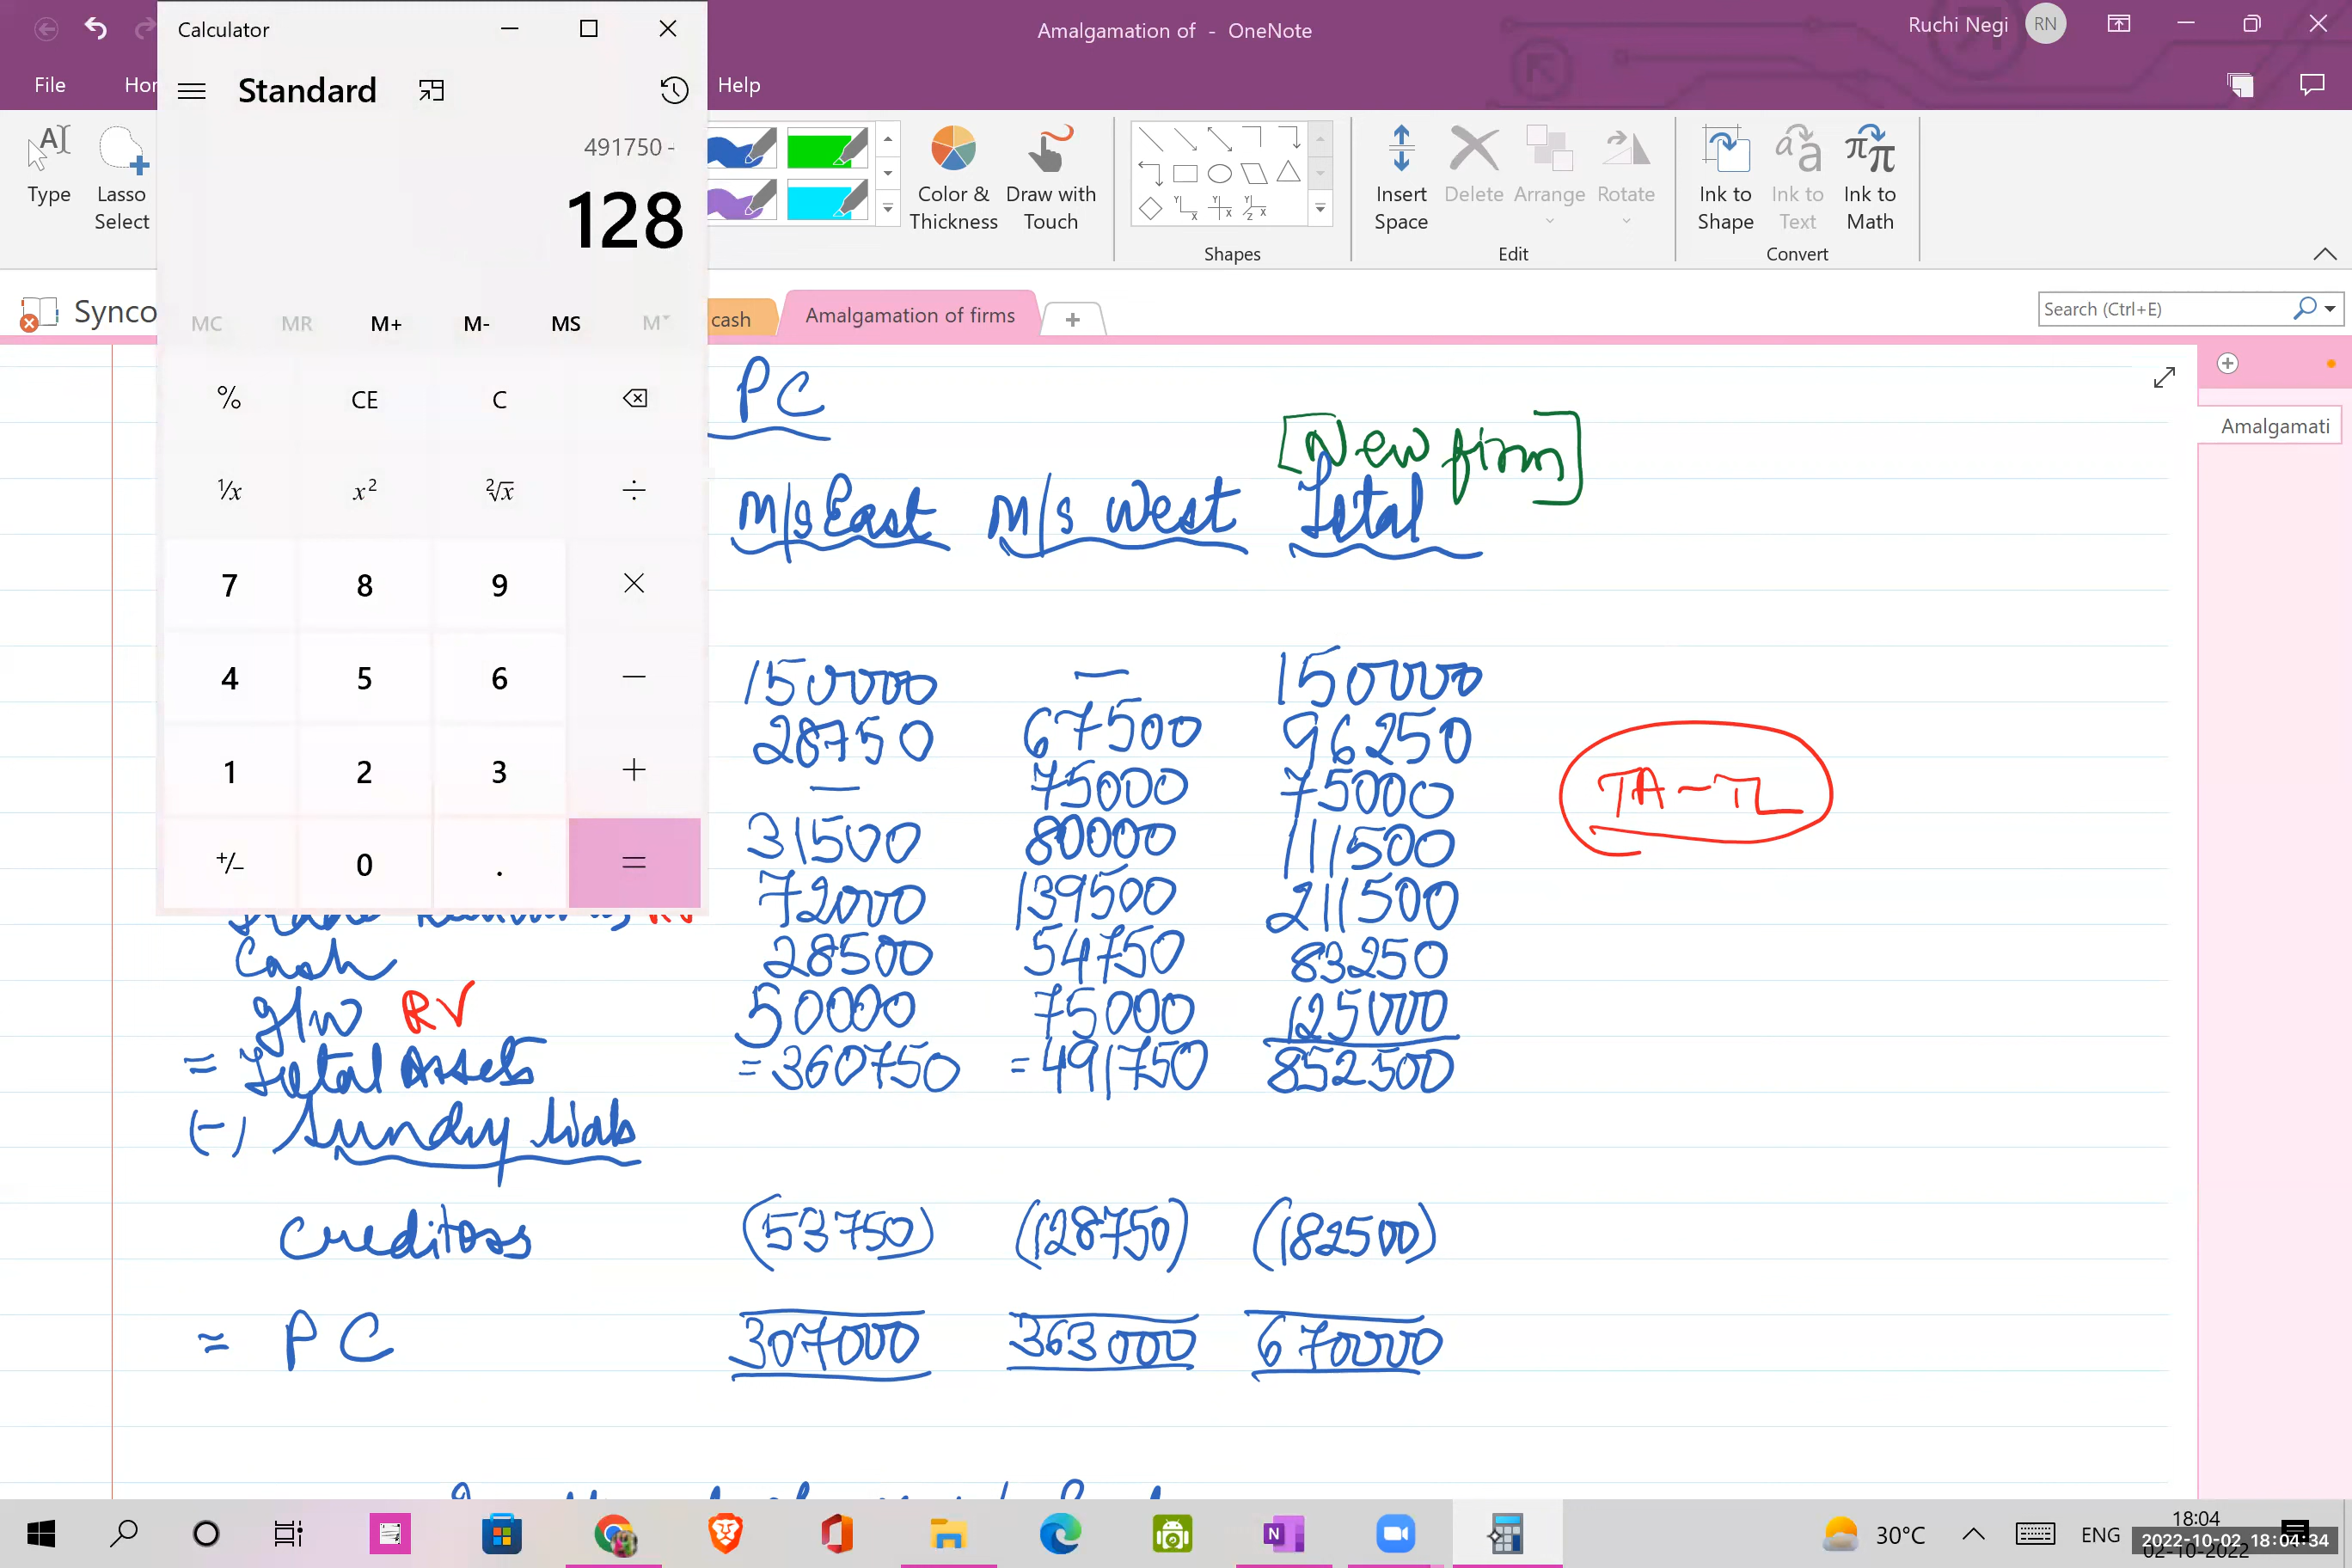 Calculator
Amalgamation of - OneNote
Ruchi Negi RN
File Hor Help
Standard
491750 -
128
MC MR M+ M- MS M˅
% CE C
⅟x x² ²√x ÷
7 8 9 ×
4 5 6 −
1 2 3 +
+/− 0 . =
Type
Lasso
Select
Color &
Thickness
Draw with
Touch
Shapes
Insert
Space
Delete Arrange Rotate
Edit
Ink to
Shape
Ink to
Text
Ink to
Math
Convert
Synco
cash
Amalgamation of firms
+
Search (Ctrl+E)
Amalgamati
PC
[New firm]
M/s East M/s West Total
150000 — 150000
28750 67500 96250
— 75000 75000
31500 80000 111500
TA - TL
72000 139500 211500
Cash 28500 54750 83250
g/w RV 50000 75000 125000
= Total Assets = 360750 = 491750 852500
(-) Sundry liab
Creditors (53750) (128750) (182500)
= PC 307000 363000 670000
30°C
ENG
18:04
2022-10-02 18:04:34